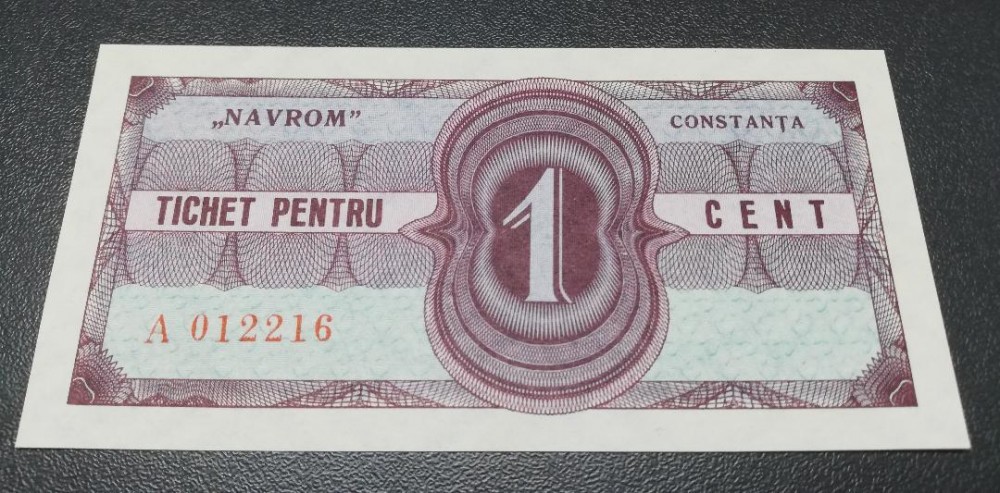 „NAVROM”
CONSTANȚA
TICHET PENTRU 1 CENT
A 012216